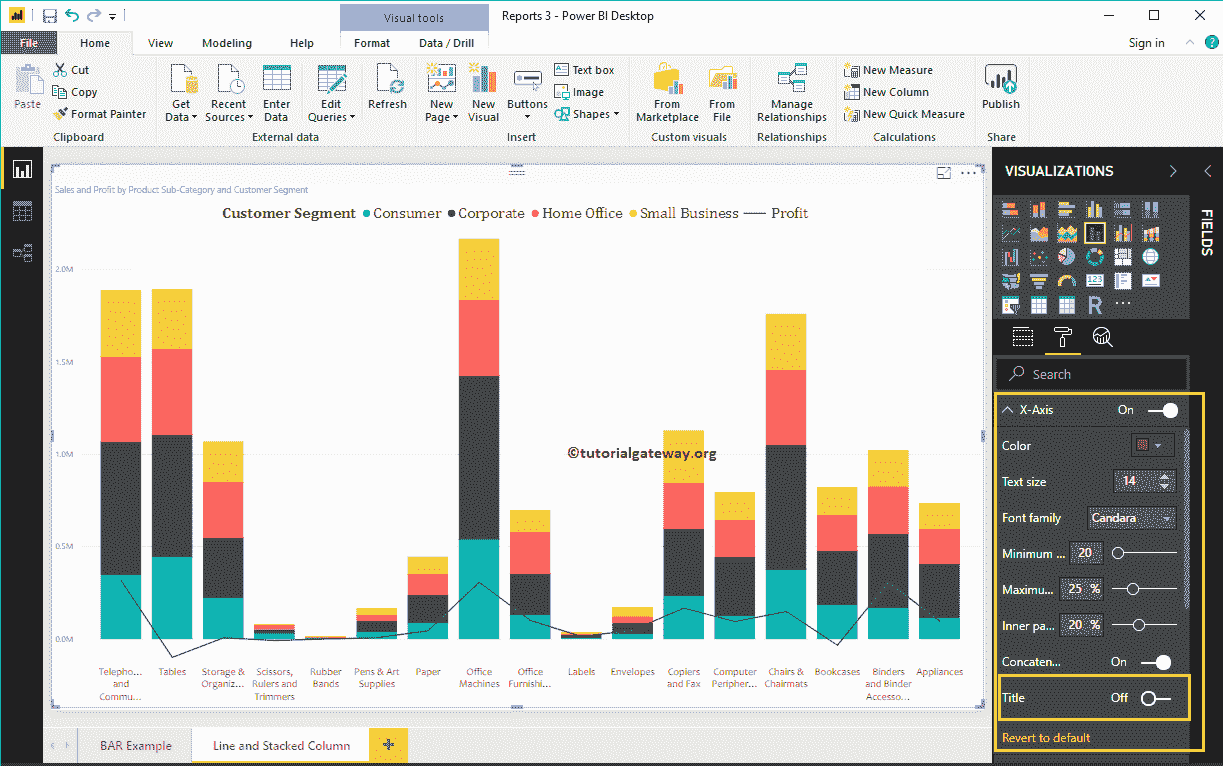 Visual tools
Reports 3 - Power BI Desktop
File
Home
View
Modeling
Help
Format
Data / Drill
Sign in
?
Paste
Cut
Copy
Format Painter
Clipboard
Get Data
Recent Sources
Enter Data
Edit Queries
External data
Refresh
New Page
New Visual
Buttons
Text box
Image
Shapes
Insert
From Marketplace
From File
Custom visuals
Manage Relationships
Relationships
New Measure
New Column
New Quick Measure
Calculations
Publish
Share
Sales and Profit by Product Sub-Category and Customer Segment
Customer Segment Consumer Corporate Home Office Small Business Profit
2.0M
1.5M
1.0M
0.5M
0.0M
©tutorialgateway.org
Telepho... and Commu...
Tables
Storage & Organiz...
Scissors, Rulers and Trimmers
Rubber Bands
Pens & Art Supplies
Paper
Office Machines
Office Furnishi...
Labels
Envelopes
Copiers and Fax
Computer Peripher...
Chairs & Chairmats
Bookcases
Binders and Binder Accesso...
Appliances
BAR Example
Line and Stacked Column
+
VISUALIZATIONS
FIELDS
123
R
...
Search
X-Axis On
Color
Text size 14
Font family Candara
Minimum ... 20
Maximu... 25 %
Inner pa... 20 %
Concaten... On
Title Off
Revert to default